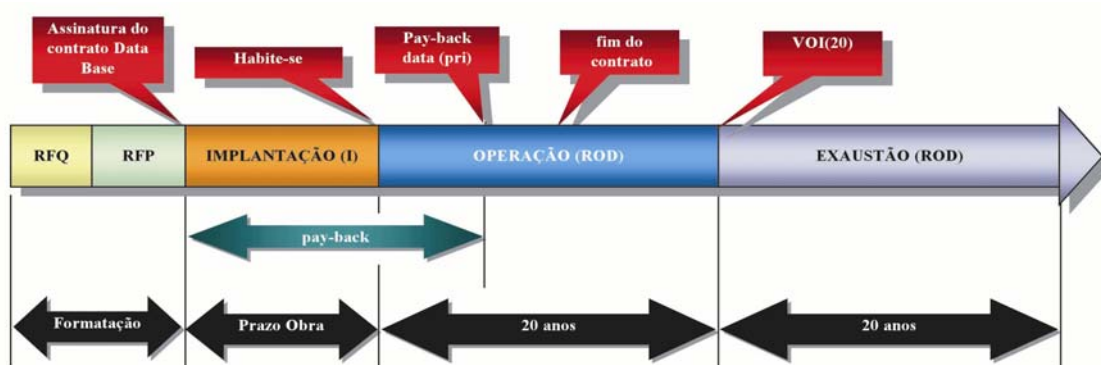 Assinatura do
contrato Data
Base
Habite-se
Pay-back
data (pri)
fim do
contrato
VOI(20)
RFQ
RFP
IMPLANTAÇÃO (I)
OPERAÇÃO (ROD)
EXAUSTÃO (ROD)
pay-back
Formatação
Prazo Obra
20 anos
20 anos